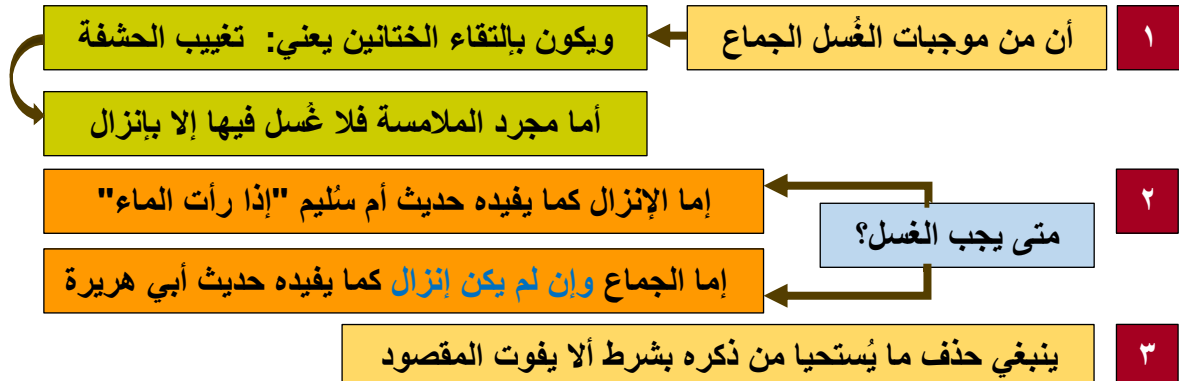 ١
أن من موجبات الغُسل الجماع
ويكون بإلتقاء الختانين يعني: تغييب الحشفة
أما مجرد الملامسة فلا غُسل فيها إلا بإنزال
٢
متى يجب الغسل؟
إما الإنزال كما يفيده حديث أم سُليم "إذا رأت الماء"
إما الجماع وإن لم يكن إنزال كما يفيده حديث أبي هريرة
٣
ينبغي حذف ما يُستحيا من ذكره بشرط ألا يفوت المقصود